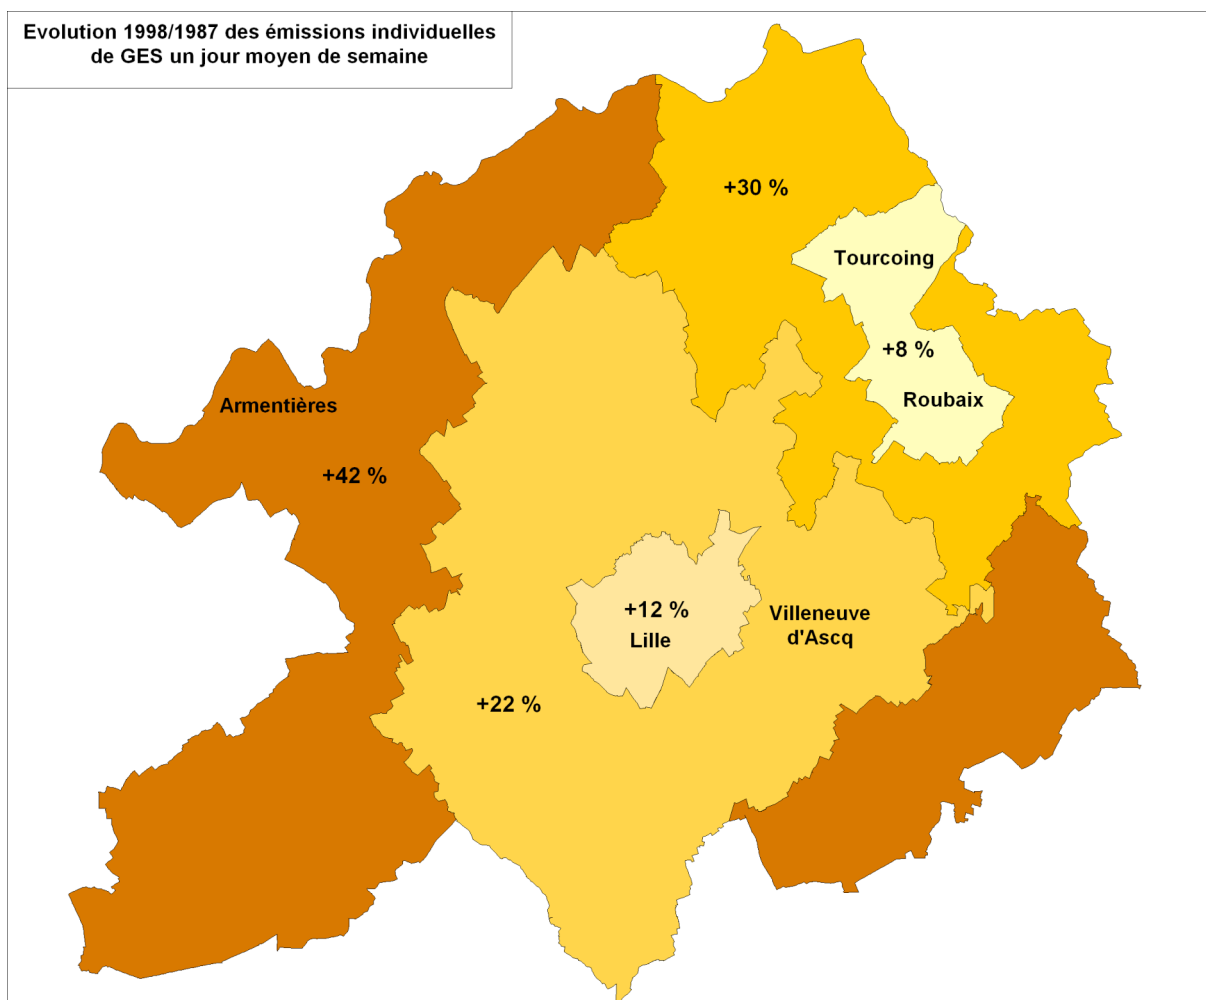 Evolution 1998/1987 des émissions individuelles
de GES un jour moyen de semaine
+30 %
Tourcoing
+8 %
Roubaix
Armentières
+42 %
+12 %
Lille
Villeneuve
d'Ascq
+22 %